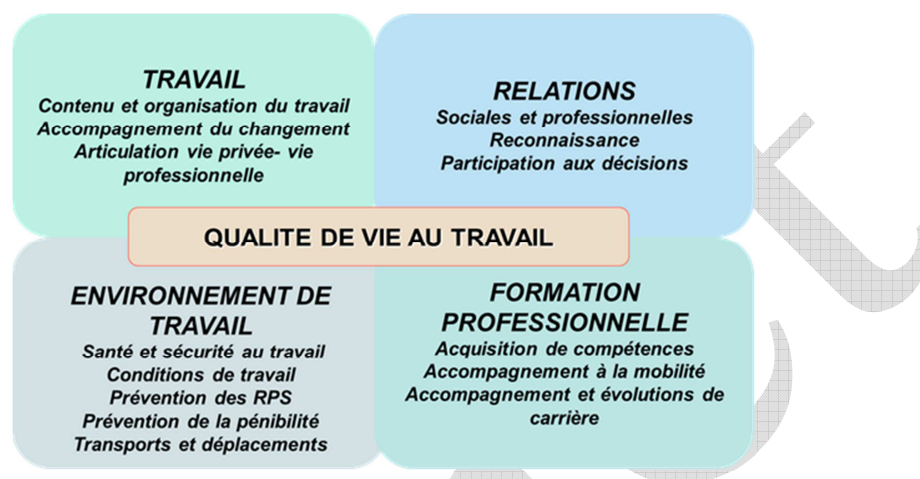 TRAVAIL
Contenu et organisation du travail
Accompagnement du changement
Articulation vie privée- vie
professionnelle
RELATIONS
Sociales et professionnelles
Reconnaissance
Participation aux décisions
QUALITE DE VIE AU TRAVAIL
ENVIRONNEMENT DE
TRAVAIL
Santé et sécurité au travail
Conditions de travail
Prévention des RPS
Prévention de la pénibilité
Transports et déplacements
FORMATION
PROFESSIONNELLE
Acquisition de compétences
Accompagnement à la mobilité
Accompagnement et évolutions de
carrière